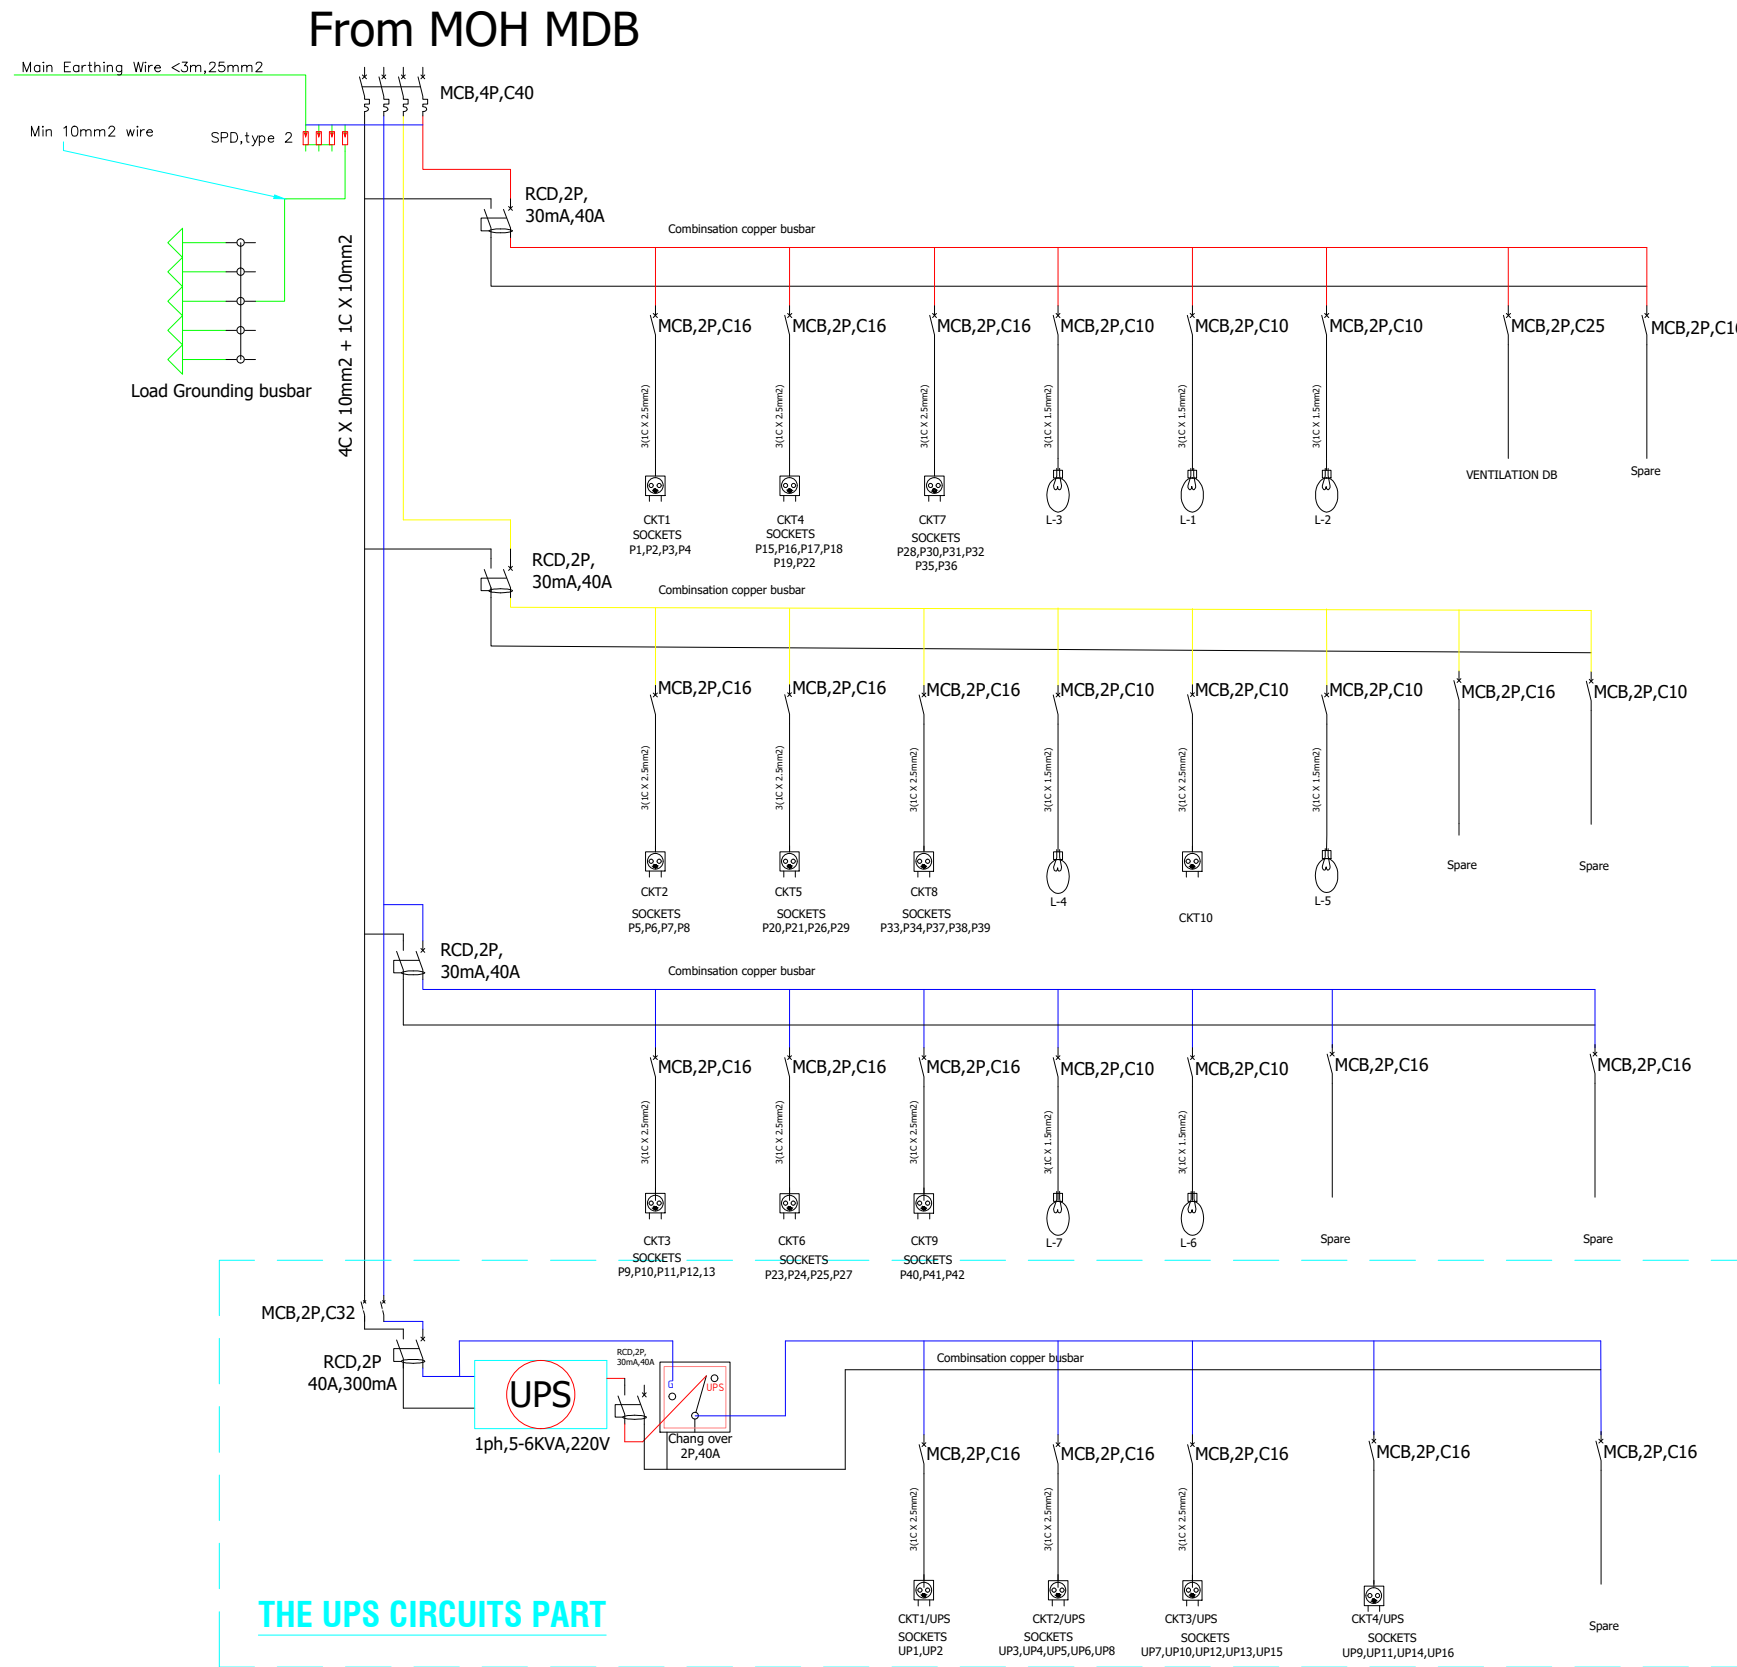 From MOH MDB
Main Earthing Wire <3m,25mm2
MCB,4P,C40
Min 10mm2 wire
SPD,type 2
RCD,2P,
30mA,40A
Combinsation copper busbar
4C X 10mm2 + 1C X 10mm2
Load Grounding busbar
MCB,2P,C16
MCB,2P,C16
MCB,2P,C16
MCB,2P,C10
MCB,2P,C10
MCB,2P,C10
MCB,2P,C25
MCB,2P,C16
3(1C X 2.5mm2)
3(1C X 2.5mm2)
3(1C X 2.5mm2)
3(1C X 1.5mm2)
3(1C X 1.5mm2)
3(1C X 1.5mm2)
VENTILATION DB
Spare
CKT1
SOCKETS
P1,P2,P3,P4
CKT4
SOCKETS
P15,P16,P17,P18
P19,P22
CKT7
SOCKETS
P28,P30,P31,P32
P35,P36
L-3
L-1
L-2
RCD,2P,
30mA,40A
Combinsation copper busbar
MCB,2P,C16
MCB,2P,C16
MCB,2P,C16
MCB,2P,C10
MCB,2P,C10
MCB,2P,C10
MCB,2P,C16
MCB,2P,C10
3(1C X 2.5mm2)
3(1C X 2.5mm2)
3(1C X 2.5mm2)
3(1C X 1.5mm2)
3(1C X 2.5mm2)
3(1C X 1.5mm2)
Spare
Spare
CKT2
SOCKETS
P5,P6,P7,P8
CKT5
SOCKETS
P20,P21,P26,P29
CKT8
SOCKETS
P33,P34,P37,P38,P39
L-4
CKT10
L-5
RCD,2P,
30mA,40A
Combinsation copper busbar
MCB,2P,C16
MCB,2P,C16
MCB,2P,C16
MCB,2P,C10
MCB,2P,C10
MCB,2P,C16
MCB,2P,C16
3(1C X 2.5mm2)
3(1C X 2.5mm2)
3(1C X 2.5mm2)
3(1C X 1.5mm2)
3(1C X 1.5mm2)
CKT3
SOCKETS
P9,P10,P11,P12,13
CKT6
SOCKETS
P23,P24,P25,P27
CKT9
SOCKETS
P40,P41,P42
L-7
L-6
Spare
Spare
MCB,2P,C32
RCD,2P
40A,300mA
UPS
1ph,5-6KVA,220V
RCD,2P,
30mA,40A
G
UPS
Chang over
2P,40A
Combinsation copper busbar
MCB,2P,C16
MCB,2P,C16
MCB,2P,C16
MCB,2P,C16
MCB,2P,C16
3(1C X 2.5mm2)
3(1C X 2.5mm2)
3(1C X 2.5mm2)
CKT1/UPS
SOCKETS
UP1,UP2
CKT2/UPS
SOCKETS
UP3,UP4,UP5,UP6,UP8
CKT3/UPS
SOCKETS
UP7,UP10,UP12,UP13,UP15
CKT4/UPS
SOCKETS
UP9,UP11,UP14,UP16
Spare
THE UPS CIRCUITS PART